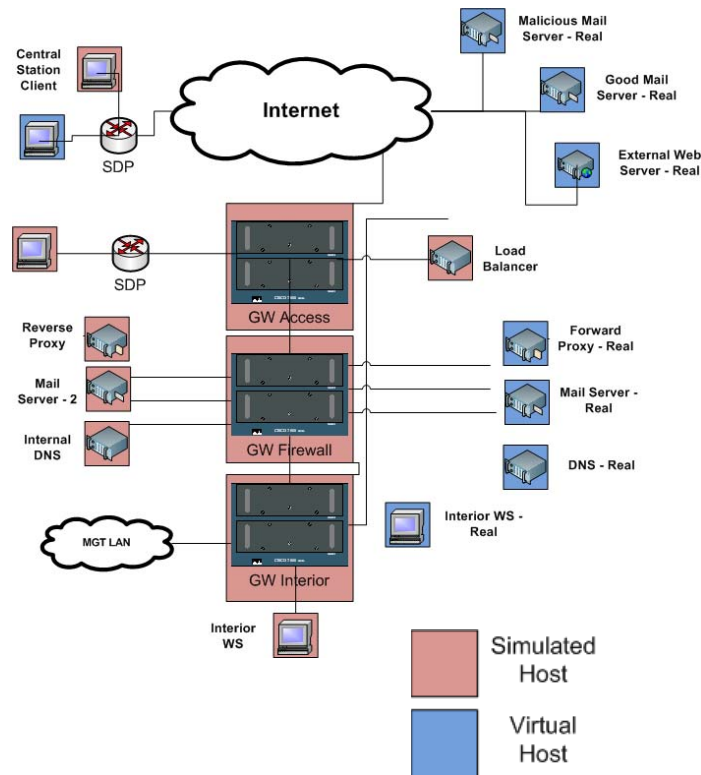 Central
Station
Client
SDP
Internet
Malicious Mail
Server - Real
Good Mail
Server - Real
External Web
Server - Real
SDP
GW Access
Load
Balancer
Reverse
Proxy
Mail
Server - 2
Internal
DNS
GW Firewall
Forward
Proxy - Real
Mail Server -
Real
DNS - Real
Interior WS -
Real
MGT LAN
GW Interior
Interior
WS
Simulated
Host
Virtual
Host